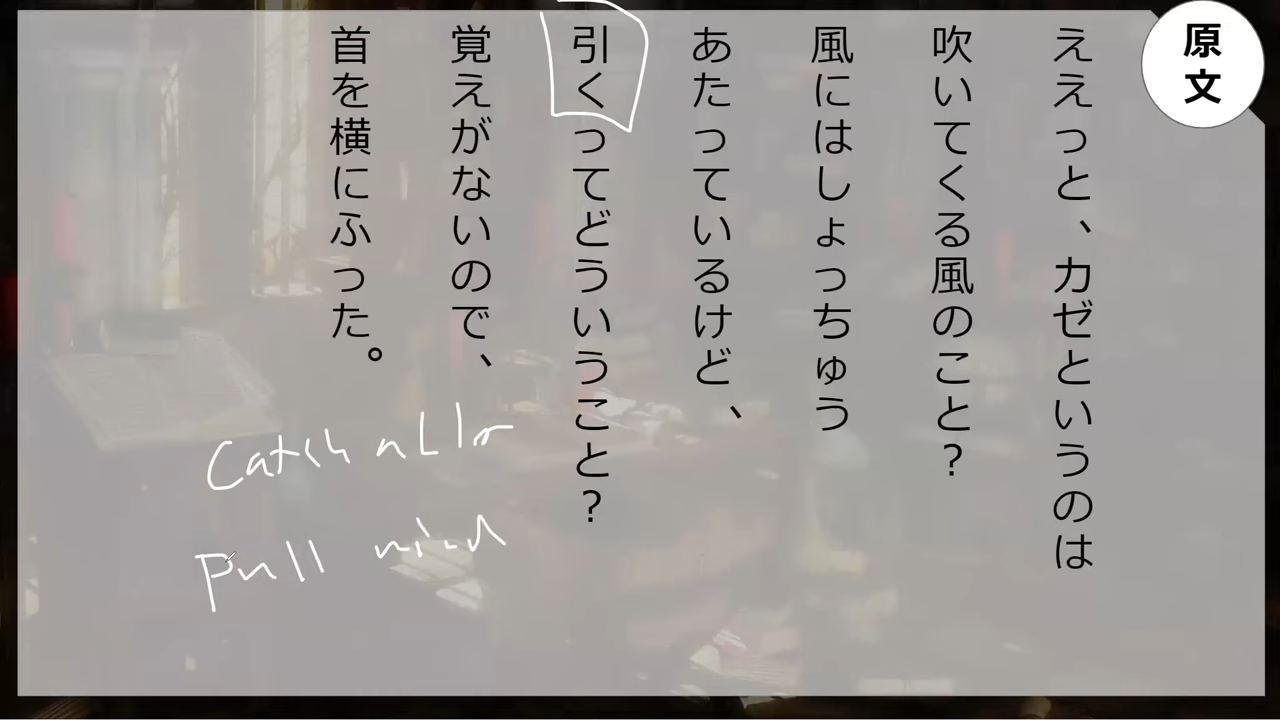 原文
ええっと、カゼというのは
吹いてくる風のこと?
風にはしょっちゅう
あたっているけど、
引くってどういうこと?
覚えがないので、
首を横にふった。
Catch a
Pull wind